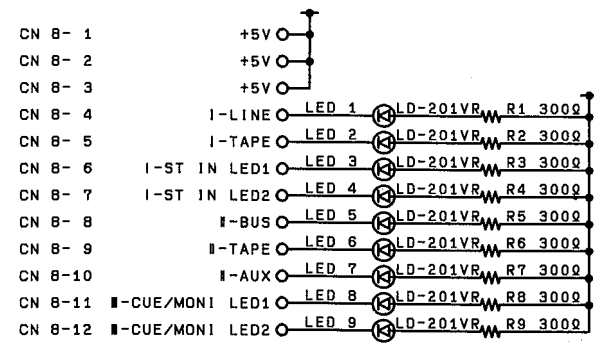 CN 8- 1 +5V
CN 8- 2 +5V
CN 8- 3 +5V
CN 8- 4 I-LINE LED 1 LD-201VR R1 300Ω
CN 8- 5 I-TAPE LED 2 LD-201VR R2 300Ω
CN 8- 6 I-ST IN LED1 LED 3 LD-201VR R3 300Ω
CN 8- 7 I-ST IN LED2 LED 4 LD-201VR R4 300Ω
CN 8- 8 -BUS LED 5 LD-201VR R5 300Ω
CN 8- 9 -TAPE LED 6 LD-201VR R6 300Ω
CN 8-10 -AUX LED 7 LD-201VR R7 300Ω
CN 8-11 -CUE/MONI LED1 LED 8 LD-201VR R8 300Ω
CN 8-12 -CUE/MONI LED2 LED 9 LD-201VR R9 300Ω